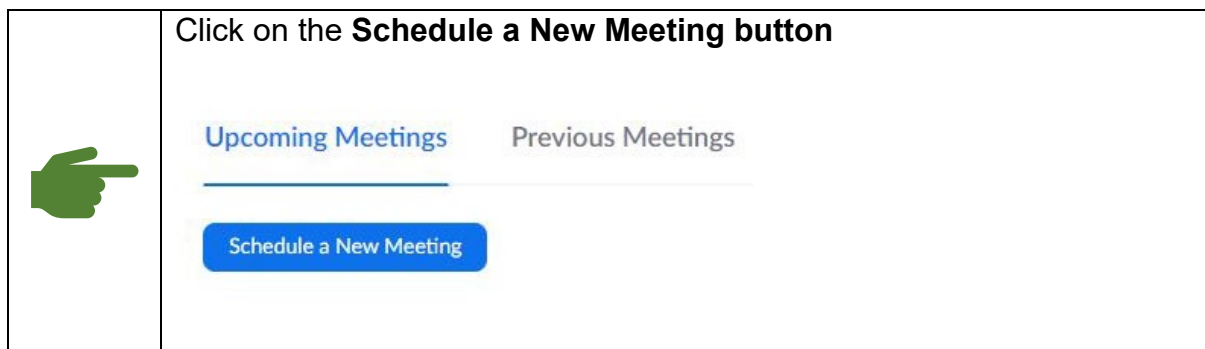 Click on the Schedule a New Meeting button
Upcoming Meetings Previous Meetings
Schedule a New Meeting